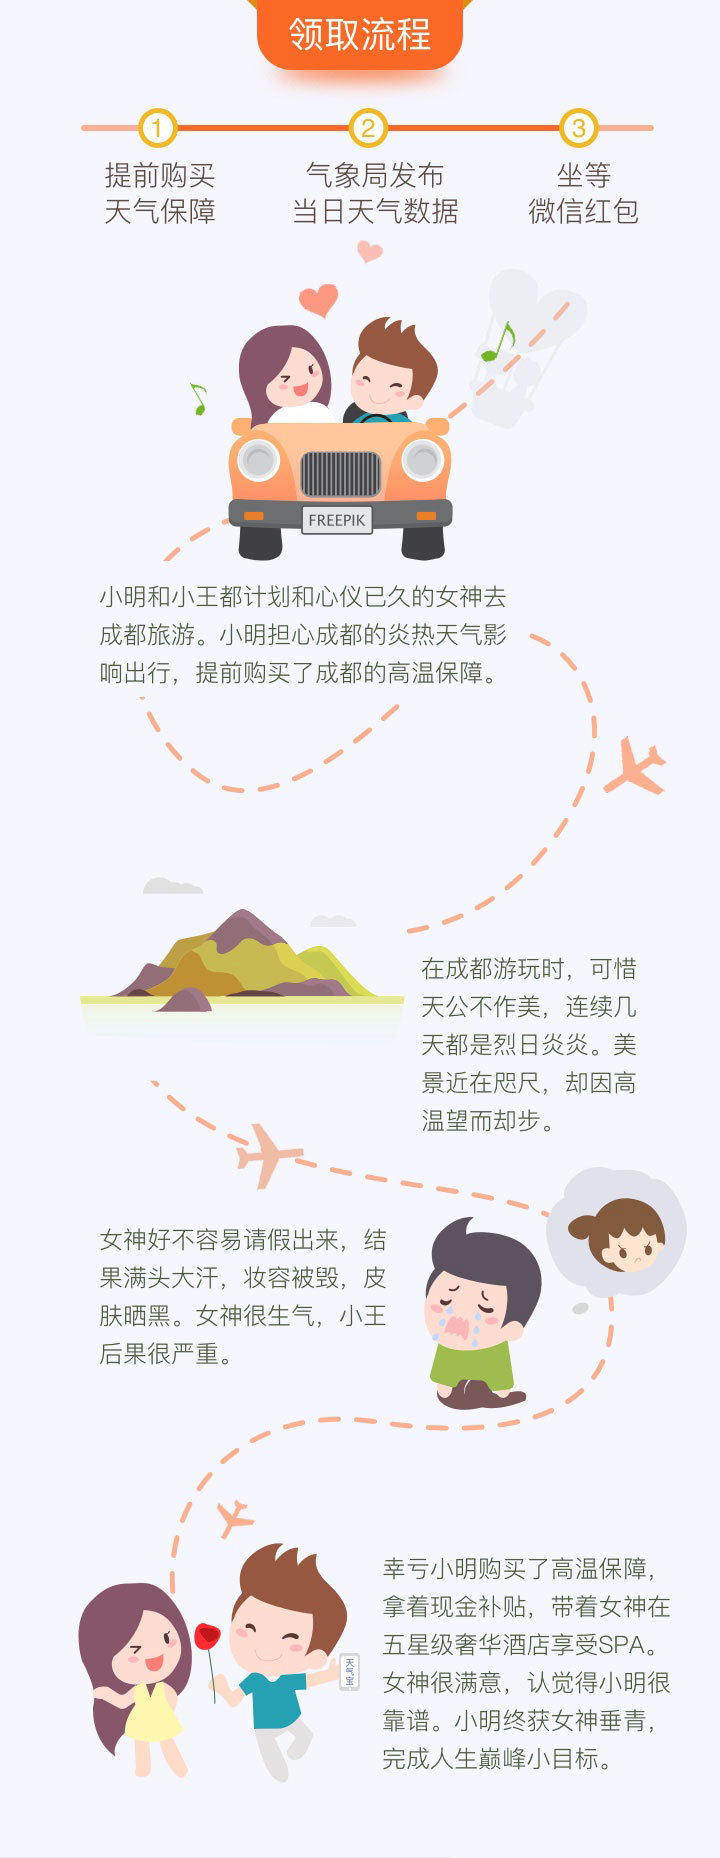 领取流程
1
2
3
提前购买
天气保障
气象局发布
当日天气数据
坐等
微信红包
FREEPIK
小明和小王都计划和心仪已久的女神去
成都旅游。小明担心成都的炎热天气影
响出行，提前购买了成都的高温保障。
在成都游玩时，可惜
天公不作美，连续几
天都是烈日炎炎。美
景近在咫尺，却因高
温望而却步。
女神好不容易请假出来，结
果满头大汗，妆容被毁，皮
肤晒黑。女神很生气，小王
后果很严重。
天气宝
幸亏小明购买了高温保障，
拿着现金补贴，带着女神在
五星级奢华酒店享受SPA。
女神很满意，认觉得小明很
靠谱。小明终获女神垂青，
完成人生巅峰小目标。